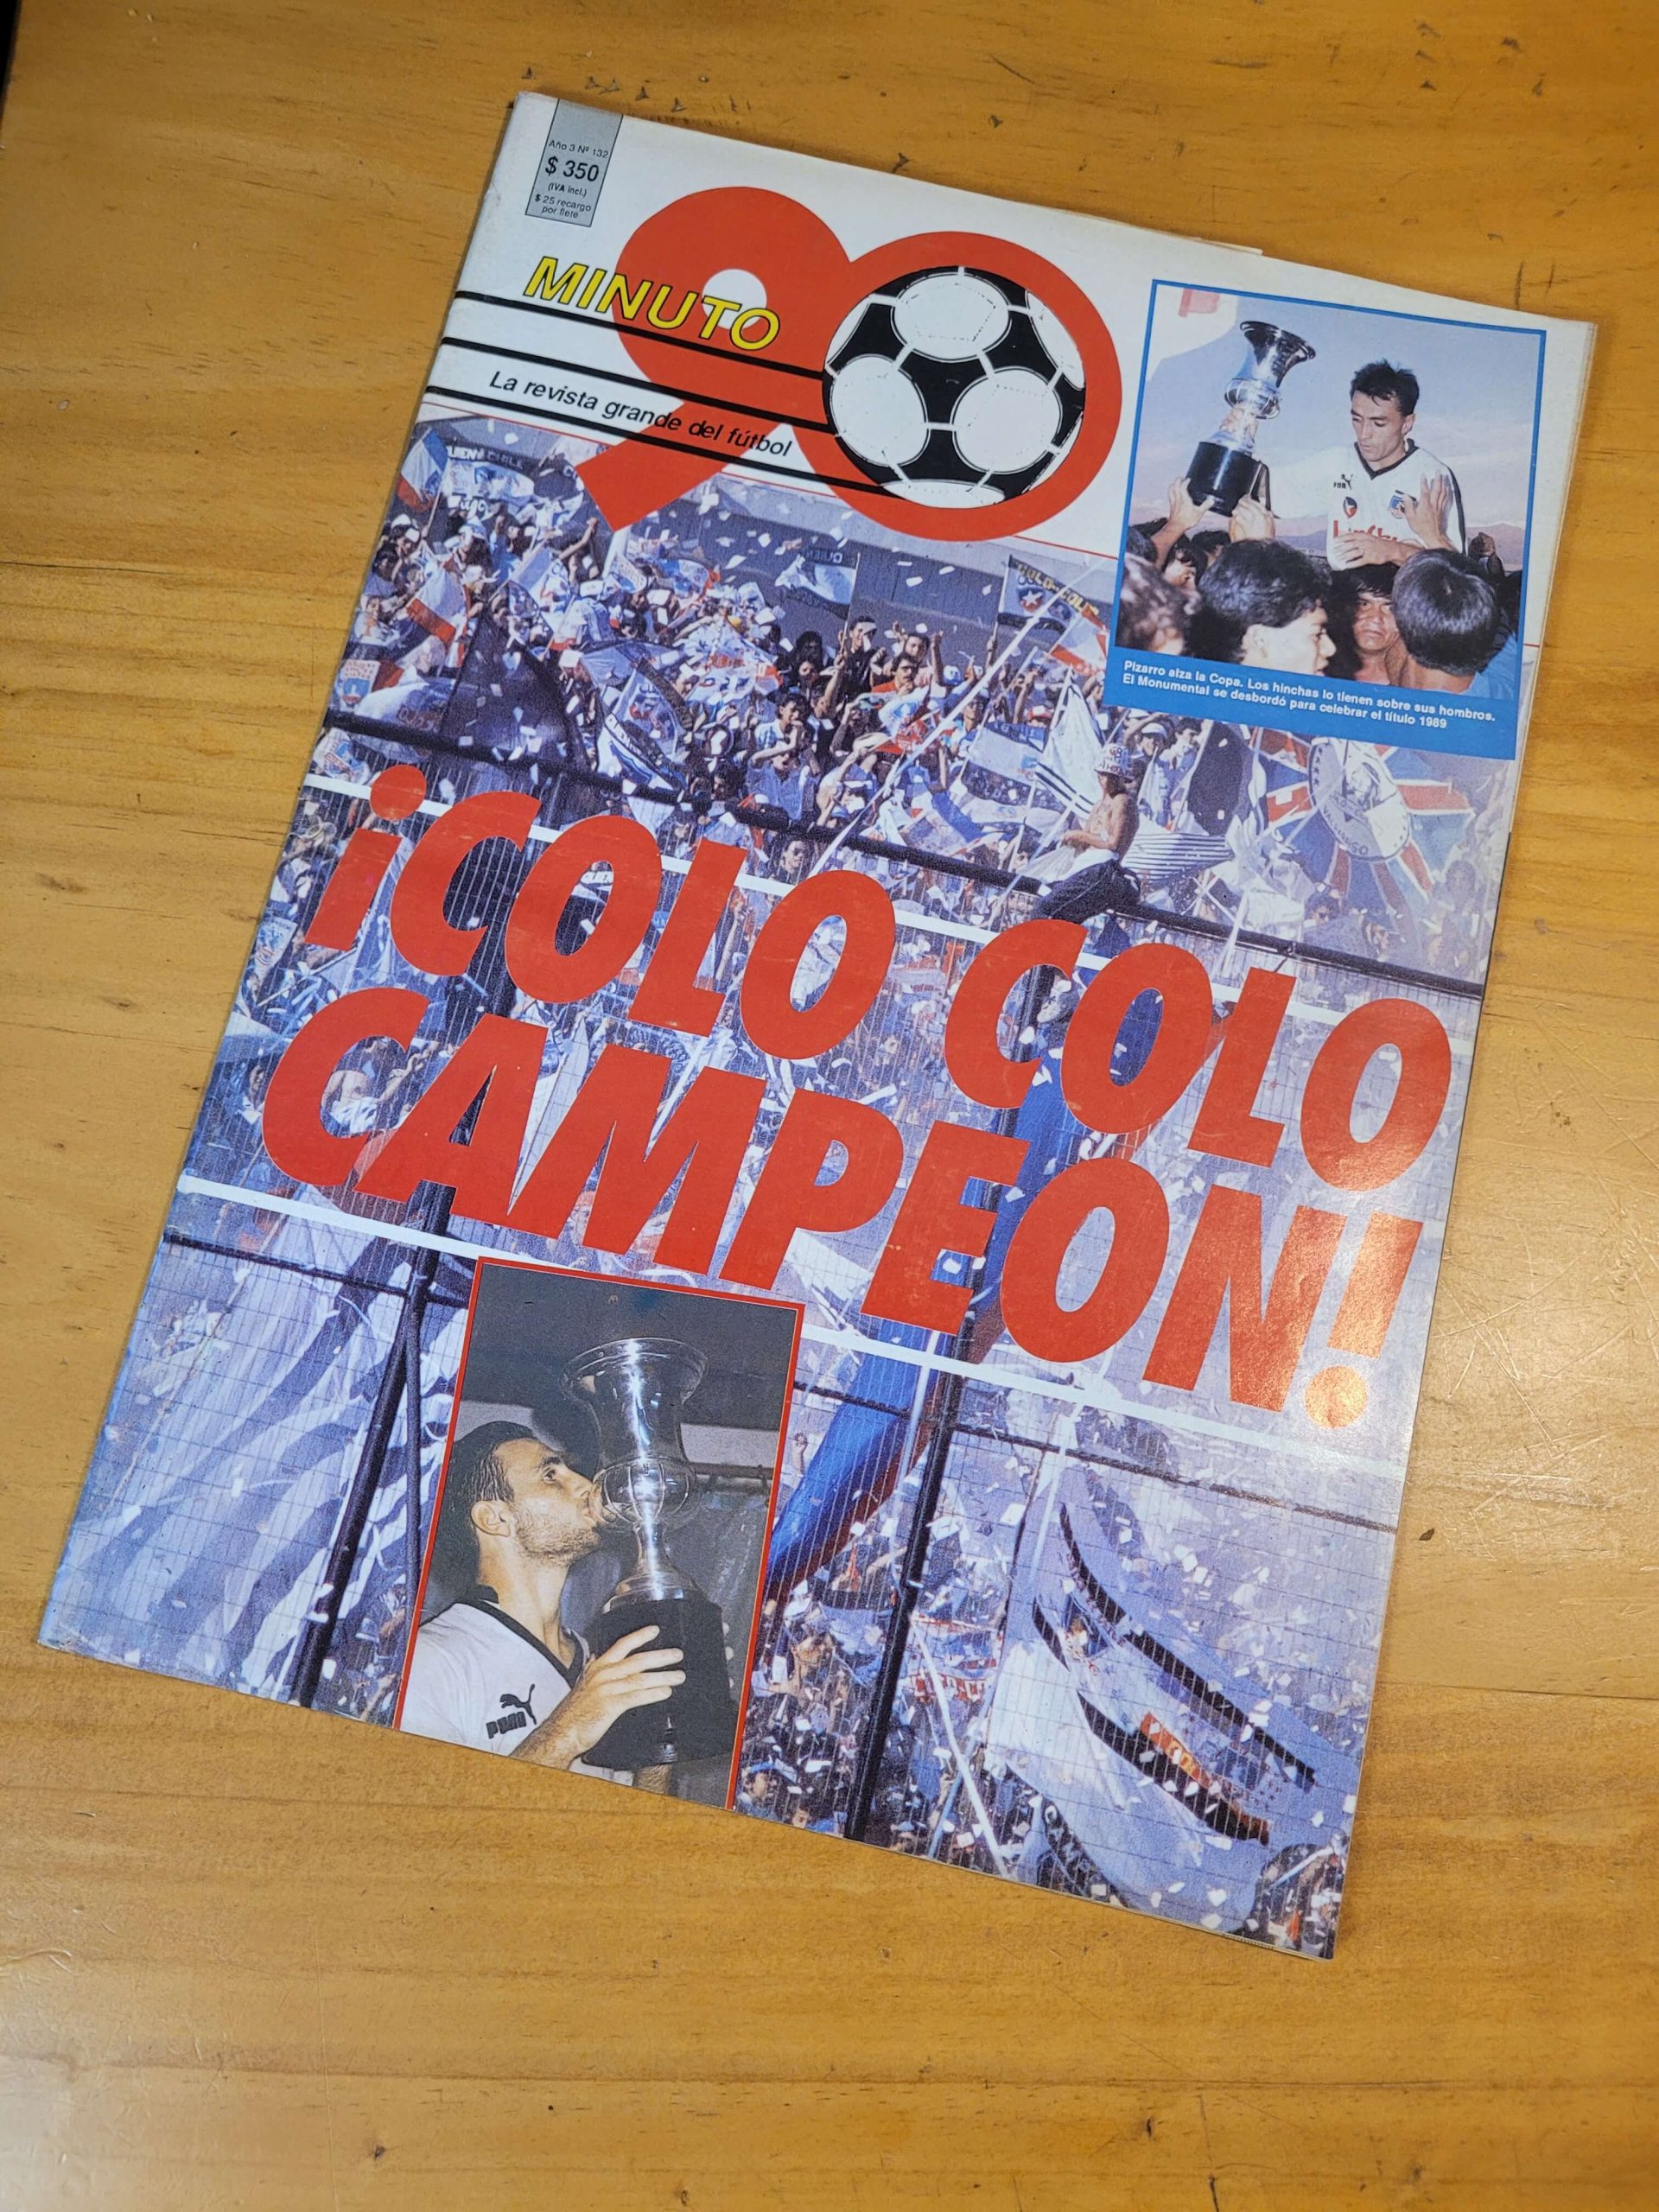 Año 3 Nº 132
$ 350
(IVA incl.)
$ 25 recargo
por flete
MINUTO
90
La revista grande del fútbol
Pizarro alza la Copa. Los hinchas lo tienen sobre sus hombros.
El Monumental se desbordó para celebrar el título 1989
¡COLO COLO
CAMPEON!
PUMA